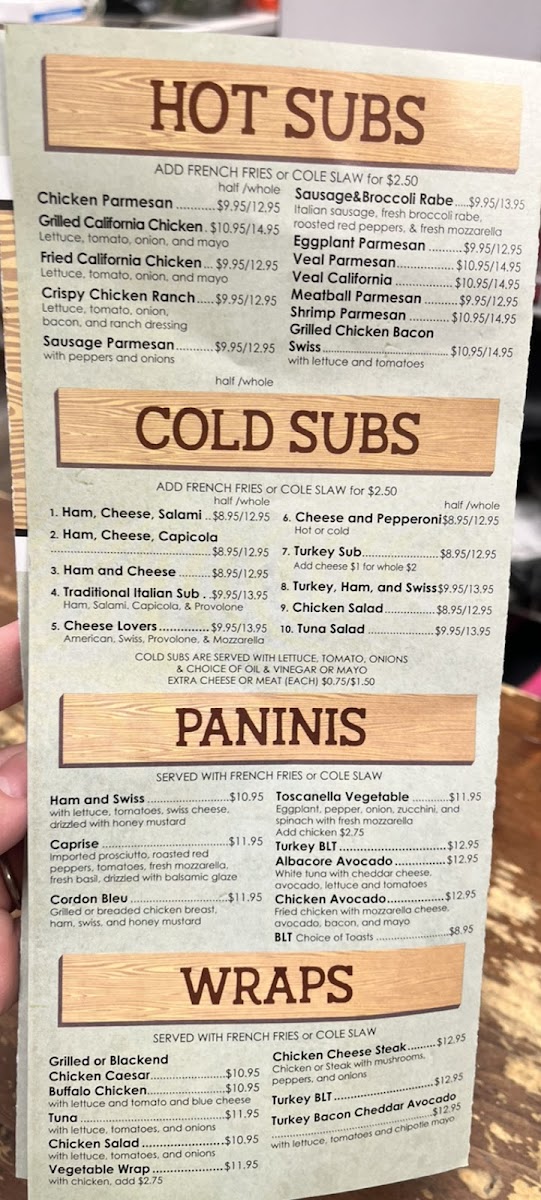 HOT SUBS
ADD FRENCH FRIES or COLE SLAW for $2.50
half /whole
Chicken Parmesan ...........$9.95/12.95
Grilled California Chicken. $10.95/14.95
Lettuce, tomato, onion, and mayo
Fried California Chicken... $9.95/12.95
Lettuce, tomato, onion, and mayo
Crispy Chicken Ranch.....$9.95/12.95
Lettuce, tomato, onion,
bacon, and ranch dressing
Sausage Parmesan..........$9.95/12.95
with peppers and onions
half /whole
Sausage&Broccoli Rabe....$9.95/13.95
Italian sausage, fresh broccoli rabe,
roasted red peppers, & fresh mozzarella
Eggplant Parmesan .........$9.95/12.95
Veal Parmesan................. $10.95/14.95
Veal California ................. $10.95/14.95
Meatball Parmesan .........$9.95/12.95
Shrimp Parmesan ........... $10.95/14.95
Grilled Chicken Bacon
Swiss.................................. $10.95/14.95
with lettuce and tomatoes
COLD SUBS
ADD FRENCH FRIES or COLE SLAW for $2.50
half /whole
1. Ham, Cheese, Salami ..$8.95/12.95
2. Ham, Cheese, Capicola
.............................................$8.95/12.95
3. Ham and Cheese .........$8.95/12.95
4. Traditional Italian Sub . .$9.95/13.95
Ham, Salami, Capicola, & Provolone
5. Cheese Lovers..............$9.95/13.95
American, Swiss, Provolone, & Mozzarella
half /whole
6. Cheese and Pepperoni$8.95/12.95
Hot or cold
7. Turkey Sub.....................$8.95/12.95
Add cheese $1 for whole $2
8. Turkey, Ham, and Swiss$9.95/13.95
9. Chicken Salad..............$8.95/12.95
10. Tuna Salad ..................$9.95/13.95
COLD SUBS ARE SERVED WITH LETTUCE, TOMATO, ONIONS
& CHOICE OF OIL & VINEGAR OR MAYO
EXTRA CHEESE OR MEAT (EACH) $0.75/$1.50
PANINIS
SERVED WITH FRENCH FRIES or COLE SLAW
Ham and Swiss .......................$10.95
with lettuce, tomatoes, swiss cheese,
drizzled with honey mustard
Caprise ...................................$11.95
Imported prosciutto, roasted red
peppers, tomatoes, fresh mozzarella,
fresh basil, drizzled with balsamic glaze
Cordon Bleu ...........................$11.95
Grilled or breaded chicken breast,
ham, swiss, and honey mustard
Toscanella Vegetable ..........$11.95
Eggplant, pepper, onion, zucchini, and
spinach with fresh mozzarella
Add chicken $2.75
Turkey BLT..............................$12.95
Albacore Avocado..............$12.95
White tuna with cheddar cheese,
avocado, lettuce and tomatoes
Chicken Avocado................$12.95
Fried chicken with mozzarella cheese,
avocado, bacon, and mayo
BLT Choice of Toasts ......................$8.95
WRAPS
SERVED WITH FRENCH FRIES or COLE SLAW
Grilled or Blackend
Chicken Caesar......................$10.95
Buffalo Chicken......................$10.95
with lettuce and tomato and blue cheese
Tuna ........................................$11.95
with lettuce, tomatoes, and onions
Chicken Salad .......................$10.95
with lettuce, tomatoes, and onions
Vegetable Wrap ....................$11.95
with chicken, add $2.75
Chicken Cheese Steak.........$12.95
Chicken or Steak with mushrooms,
peppers, and onions
Turkey BLT..............................$12.95
Turkey Bacon Cheddar Avocado
................................................$12.95
with lettuce, tomatoes and chipotle mayo